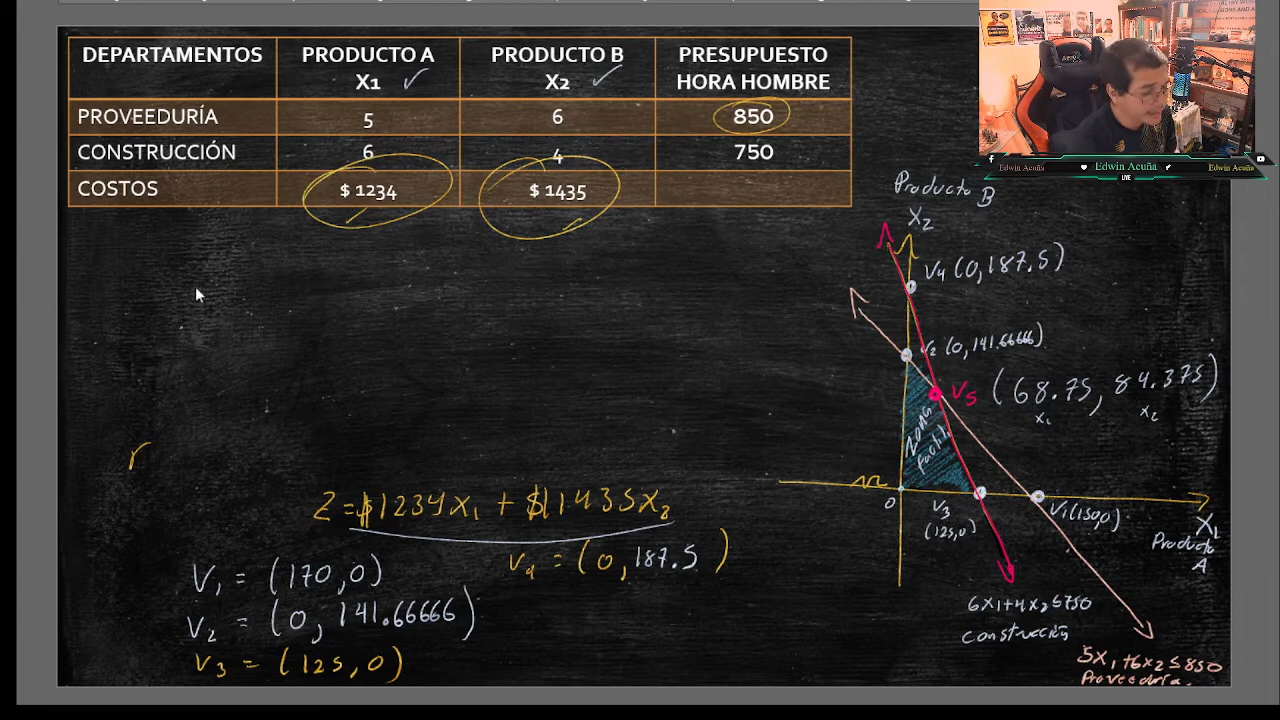 DEPARTAMENTOS PRODUCTO A X1 PRODUCTO B X2 PRESUPUESTO HORA HOMBRE
PROVEEDURÍA 5 6 850
CONSTRUCCIÓN 6 4 750
COSTOS $ 1234 $ 1435
Edwin Acuña
Edwin Acuña
Edwin Acuña
LIVE
Producto B
X2
V4 (0,187.5)
V2 (0,141.66666)
V5 (68.75, 84.375)
x1 x2
Zona
Factible
0
V3
(125,0)
V1(150,0)
X1
Producto
A
6X1+4X2≤750
Construcción
5X1+6X2≤850
Proveeduría.
r
Z=$1234X1 + $1435X2
V4 = (0,187.5)
V1 = (170,0)
V2 = (0, 141.66666)
V3 = (125,0)